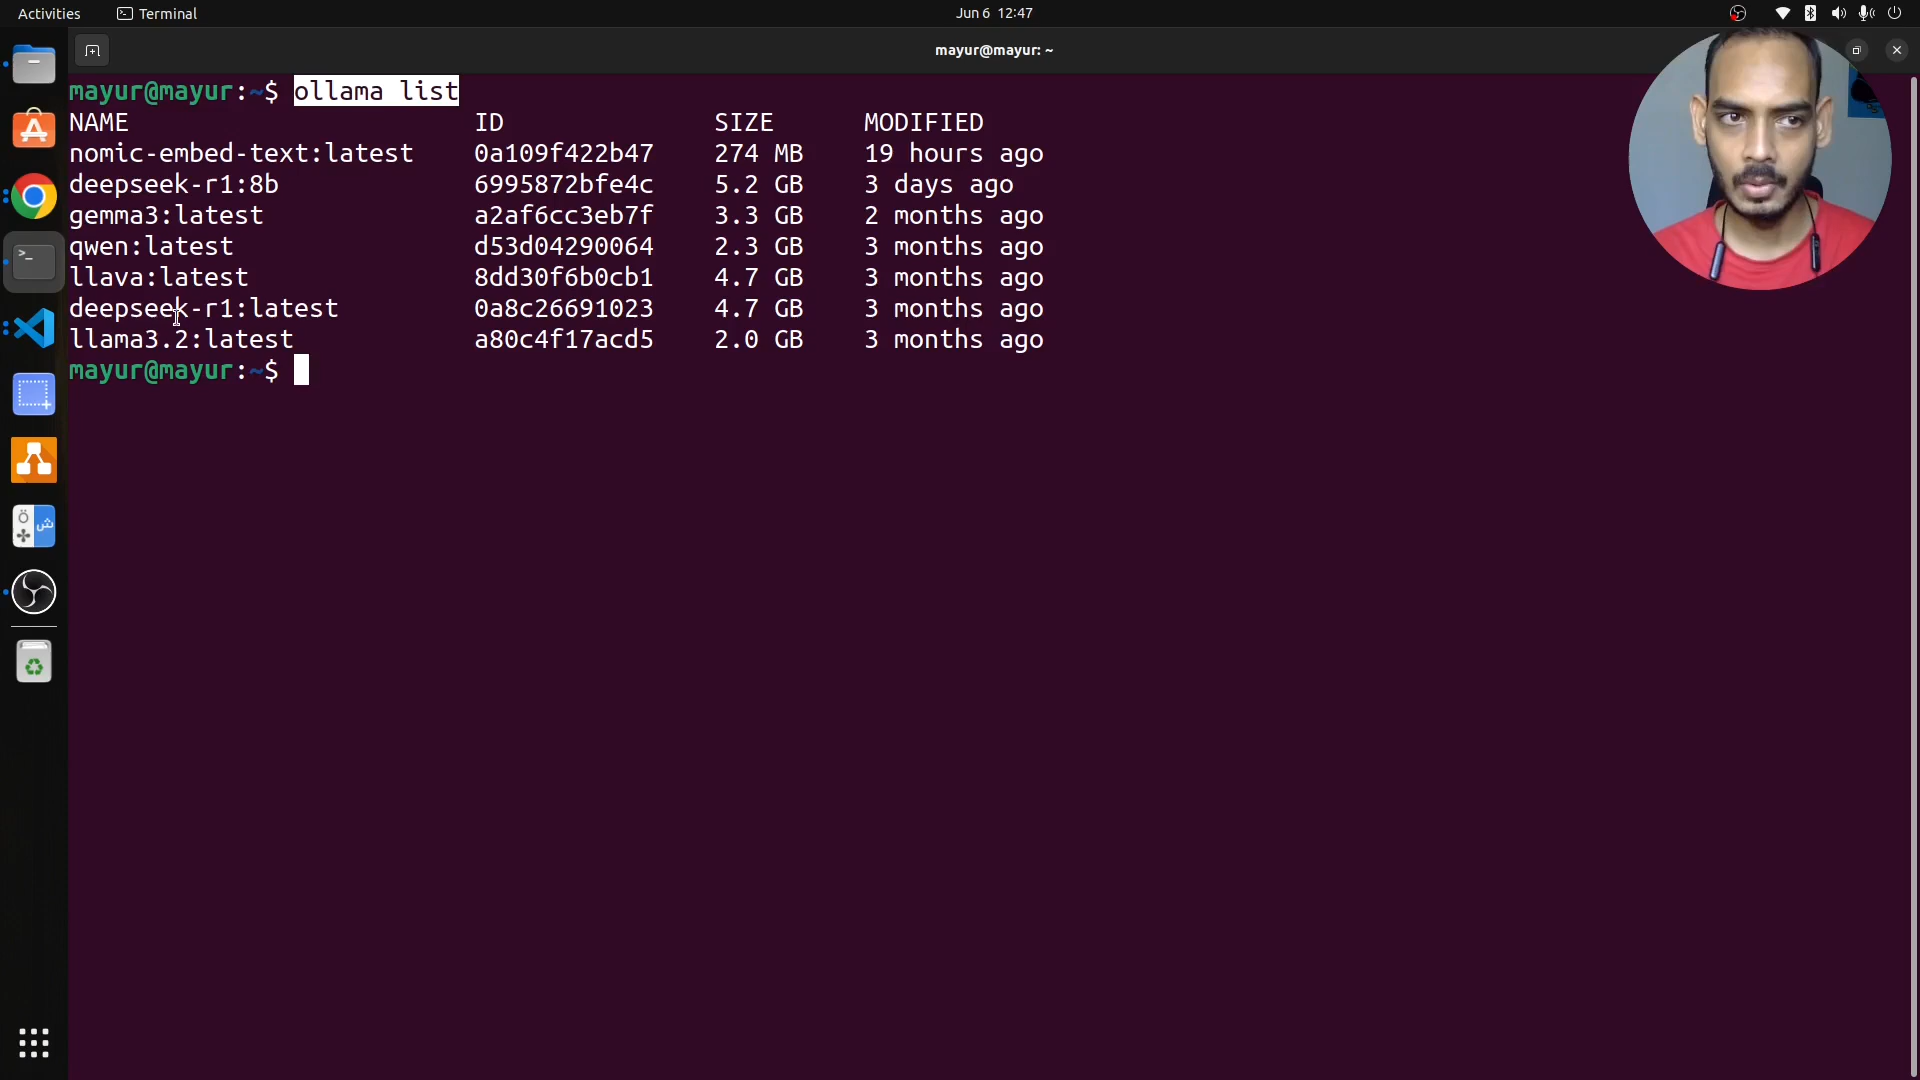 Activities Terminal Jun 6 12:47
mayur@mayur: ~
mayur@mayur:~$ ollama list
NAME ID SIZE MODIFIED
nomic-embed-text:latest 0a109f422b47 274 MB 19 hours ago
deepseek-r1:8b 6995872bfe4c 5.2 GB 3 days ago
gemma3:latest a2af6cc3eb7f 3.3 GB 2 months ago
qwen:latest d53d04290064 2.3 GB 3 months ago
llava:latest 8dd30f6b0cb1 4.7 GB 3 months ago
deepseek-r1:latest 0a8c26691023 4.7 GB 3 months ago
llama3.2:latest a80c4f17acd5 2.0 GB 3 months ago
mayur@mayur:~$